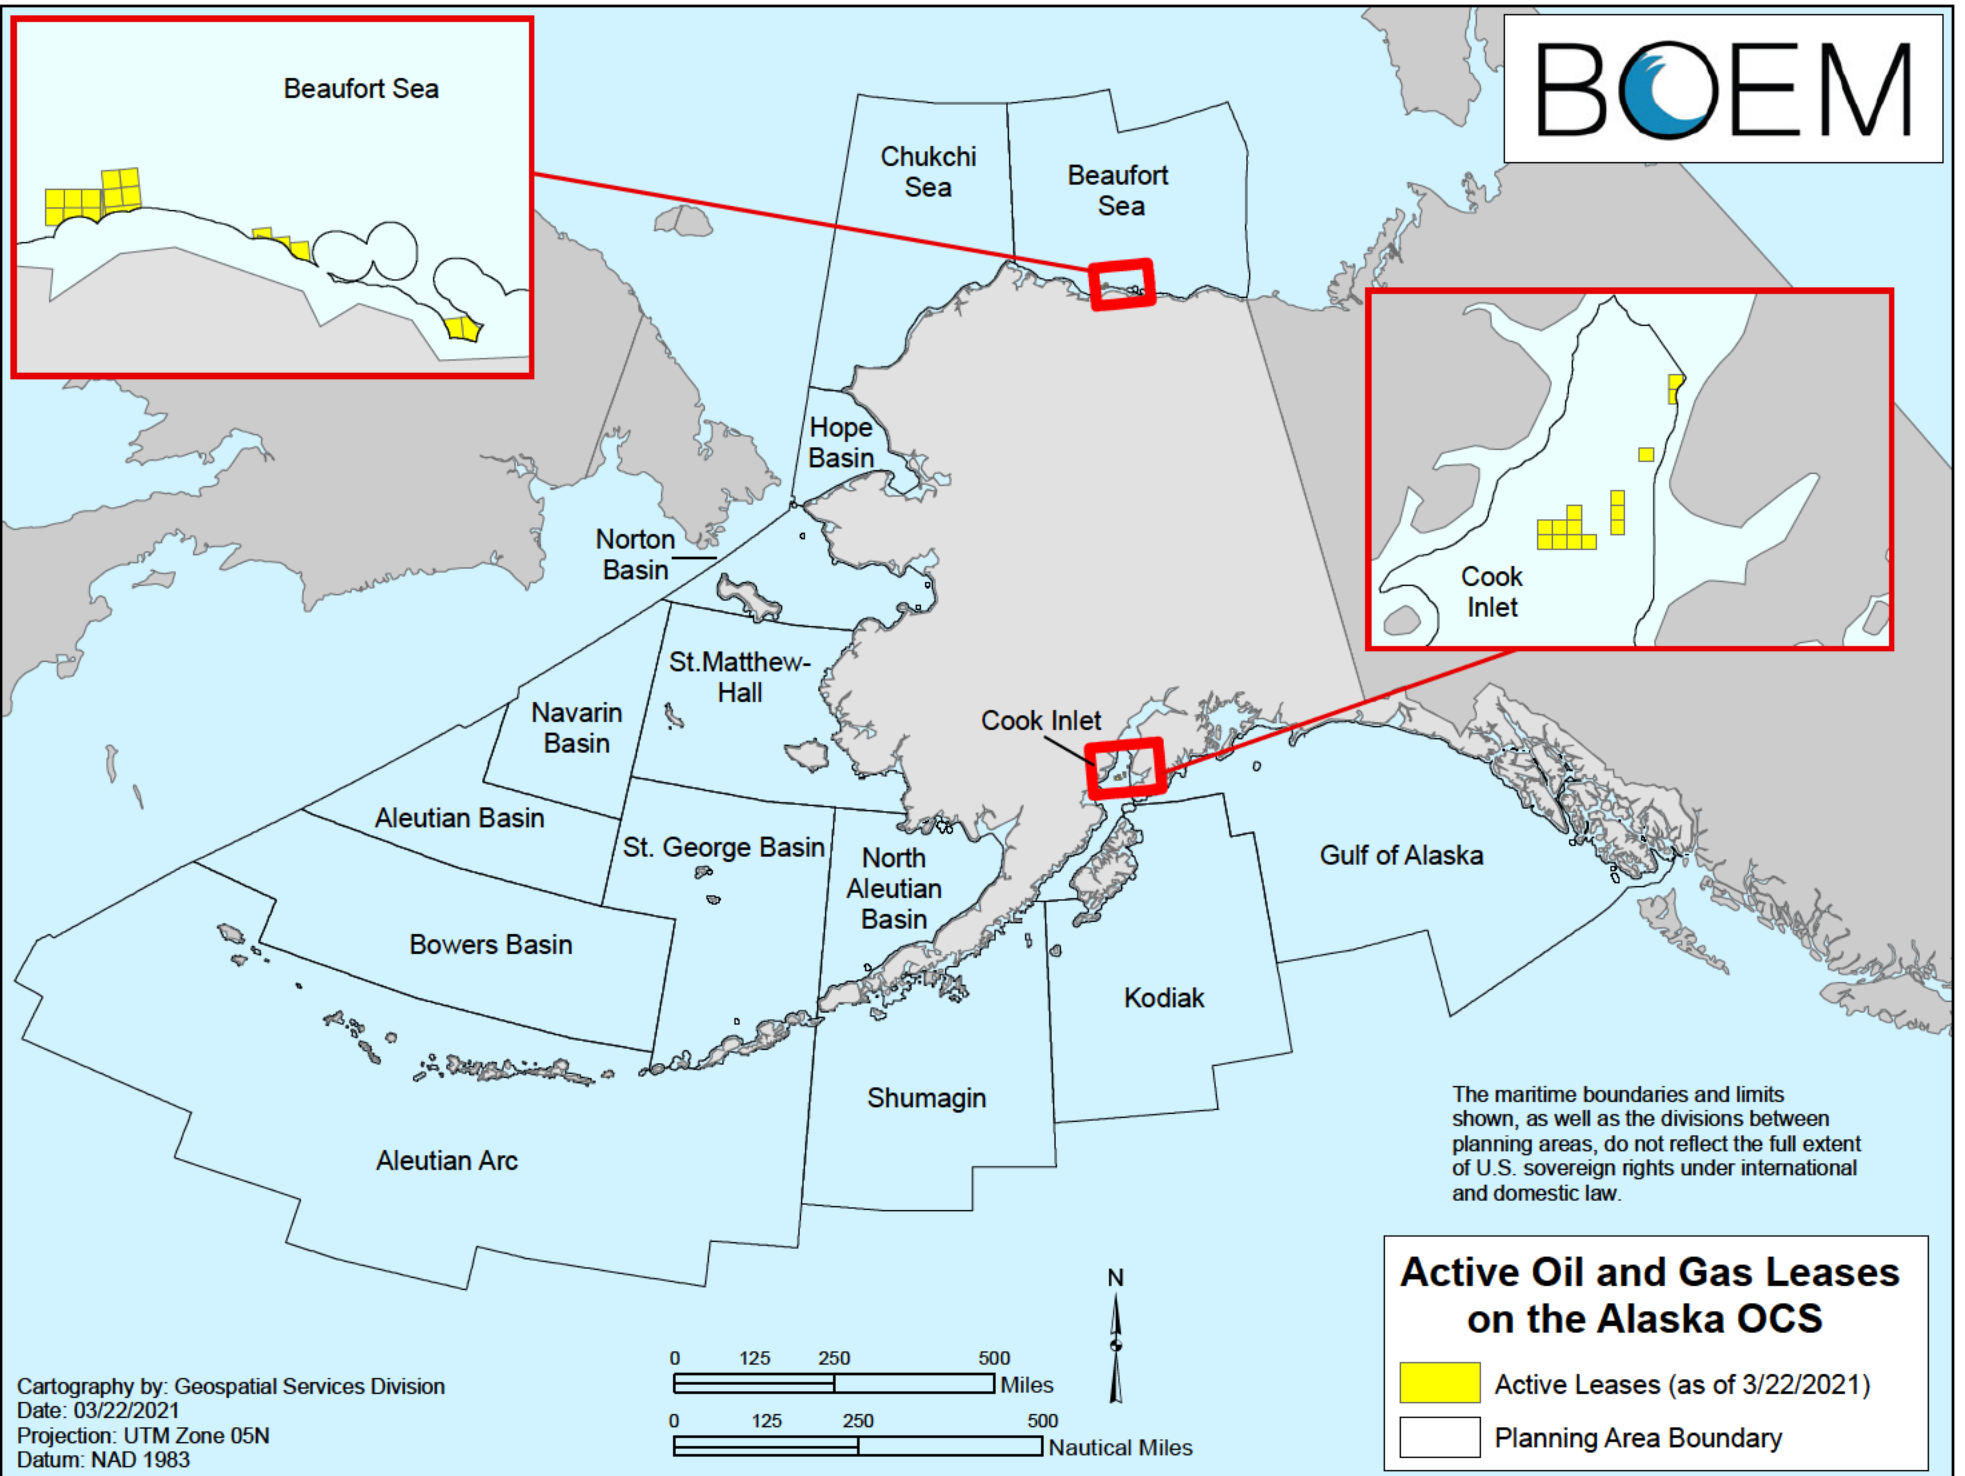 Beaufort Sea
BOEM
Chukchi
Sea
Beaufort
Sea
Hope
Basin
Norton
Basin
St.Matthew-
Hall
Navarin
Basin
Cook Inlet
Cook
Inlet
Aleutian Basin
St. George Basin
North
Aleutian
Basin
Gulf of Alaska
Bowers Basin
Kodiak
Shumagin
Aleutian Arc
The maritime boundaries and limits
shown, as well as the divisions between
planning areas, do not reflect the full extent
of U.S. sovereign rights under international
and domestic law.
N
0 125 250 500
Miles
0 125 250 500
Nautical Miles
Cartography by: Geospatial Services Division
Date: 03/22/2021
Projection: UTM Zone 05N
Datum: NAD 1983
Active Oil and Gas Leases
on the Alaska OCS
Active Leases (as of 3/22/2021)
Planning Area Boundary